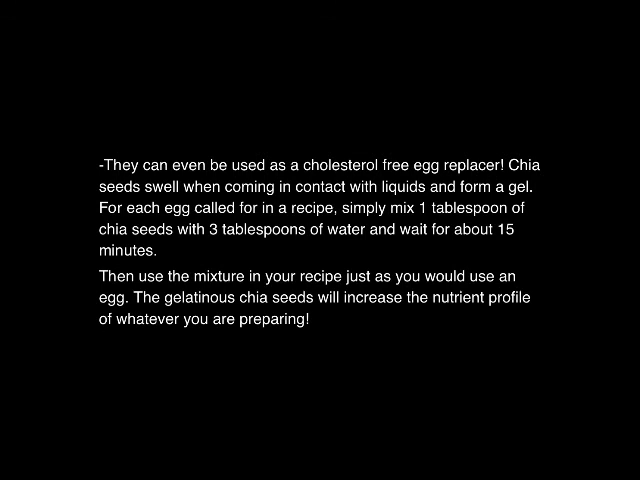 -They can even be used as a cholesterol free egg replacer! Chia
seeds swell when coming in contact with liquids and form a gel.
For each egg called for in a recipe, simply mix 1 tablespoon of
chia seeds with 3 tablespoons of water and wait for about 15
minutes.
Then use the mixture in your recipe just as you would use an
egg. The gelatinous chia seeds will increase the nutrient profile
of whatever you are preparing!